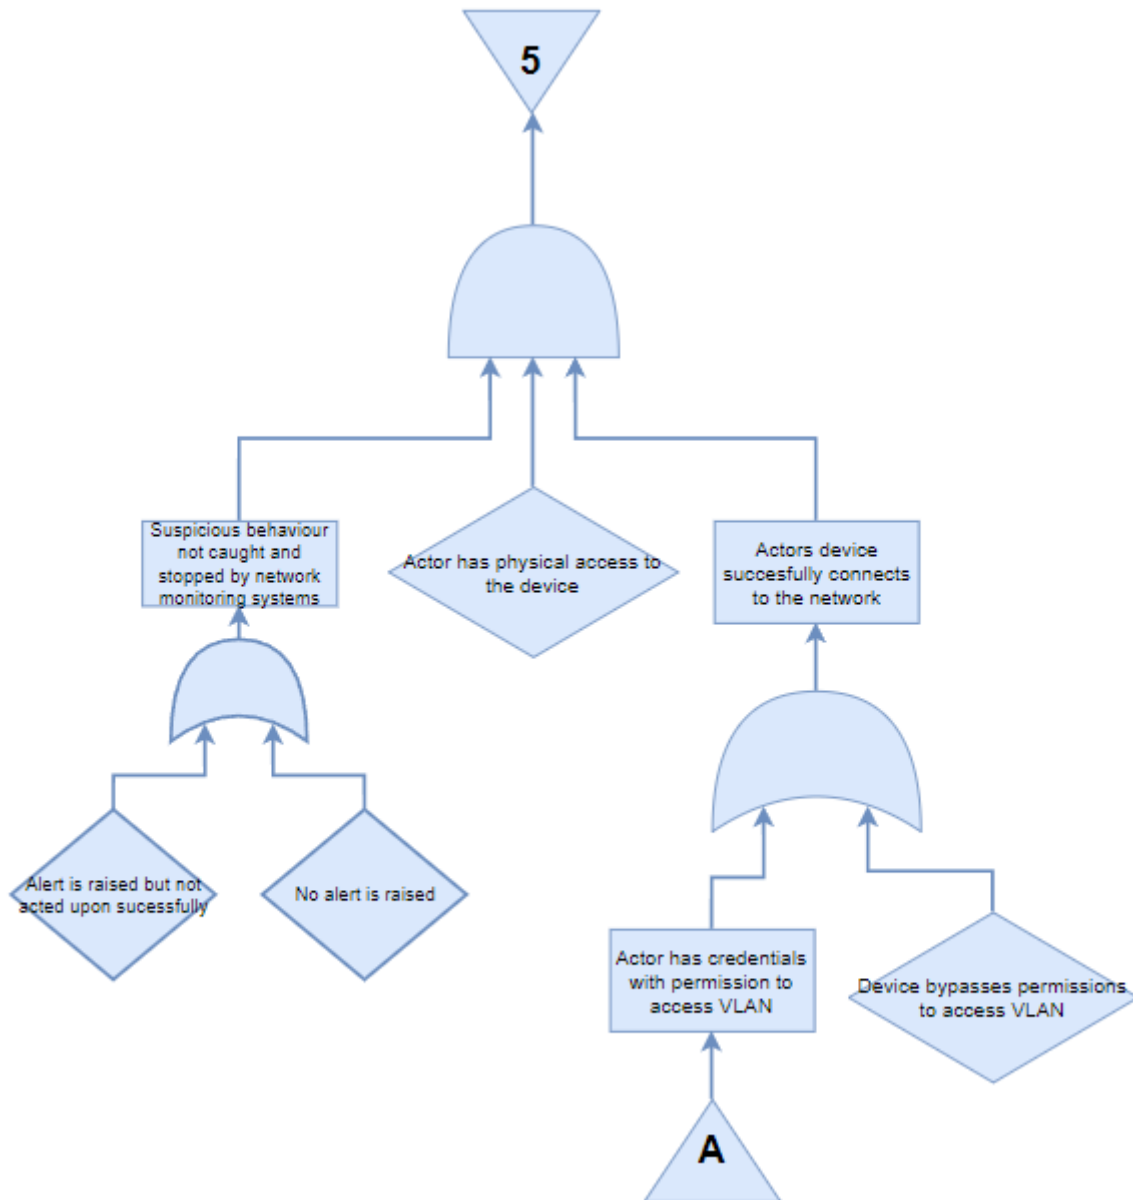 5
Suspicious behaviour
not caught and
stopped by network
monitoring systems
Actor has physical access to
the device
Actors device
succesfully connects
to the network
Alert is raised but not
acted upon sucessfully
No alert is raised
Actor has credentials
with permission to
access VLAN
Device bypasses permissions
to access VLAN
A